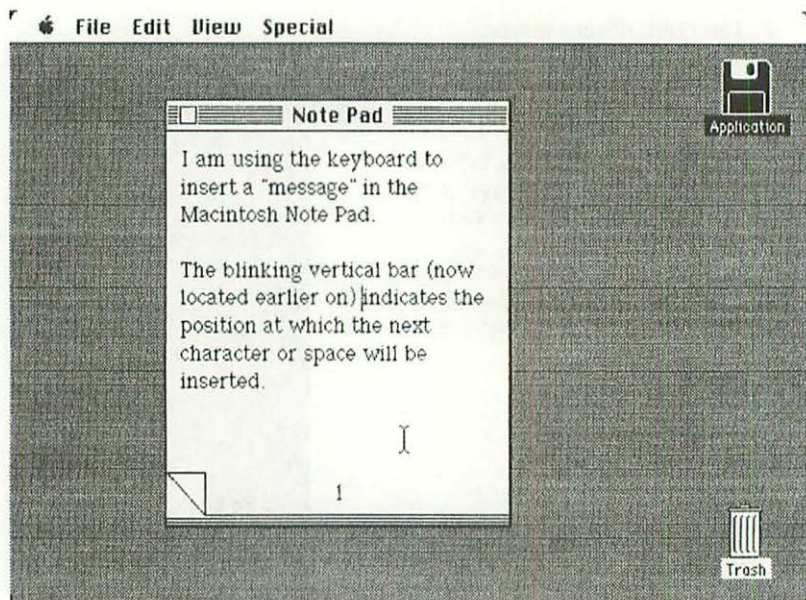 File Edit View Special
Application
Note Pad
I am using the keyboard to
insert a "message" in the
Macintosh Note Pad.
The blinking vertical bar (now
located earlier on) indicates the
position at which the next
character or space will be
inserted.
1
Trash